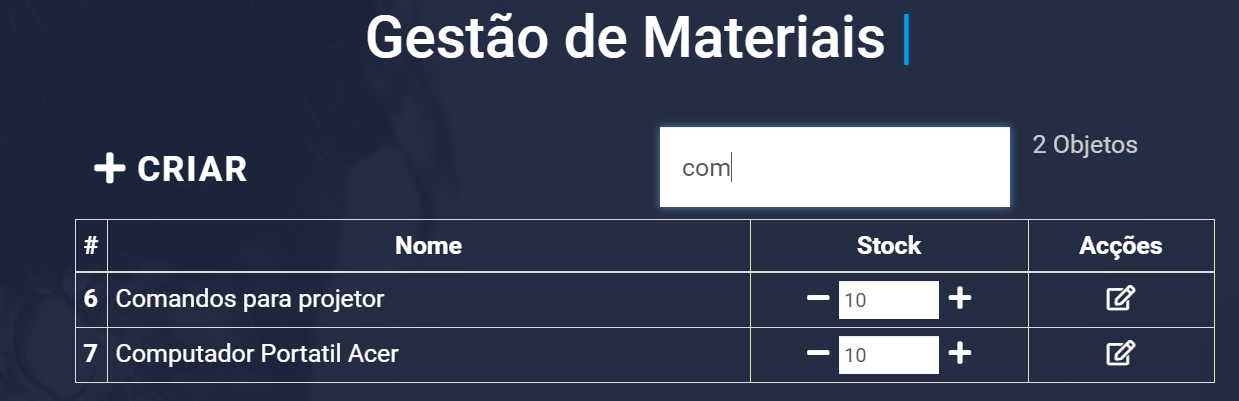 Gestão de Materiais |
CRIAR
com
2 Objetos
# Nome Stock Acções
6 Comandos para projetor 10
7 Computador Portatil Acer 10